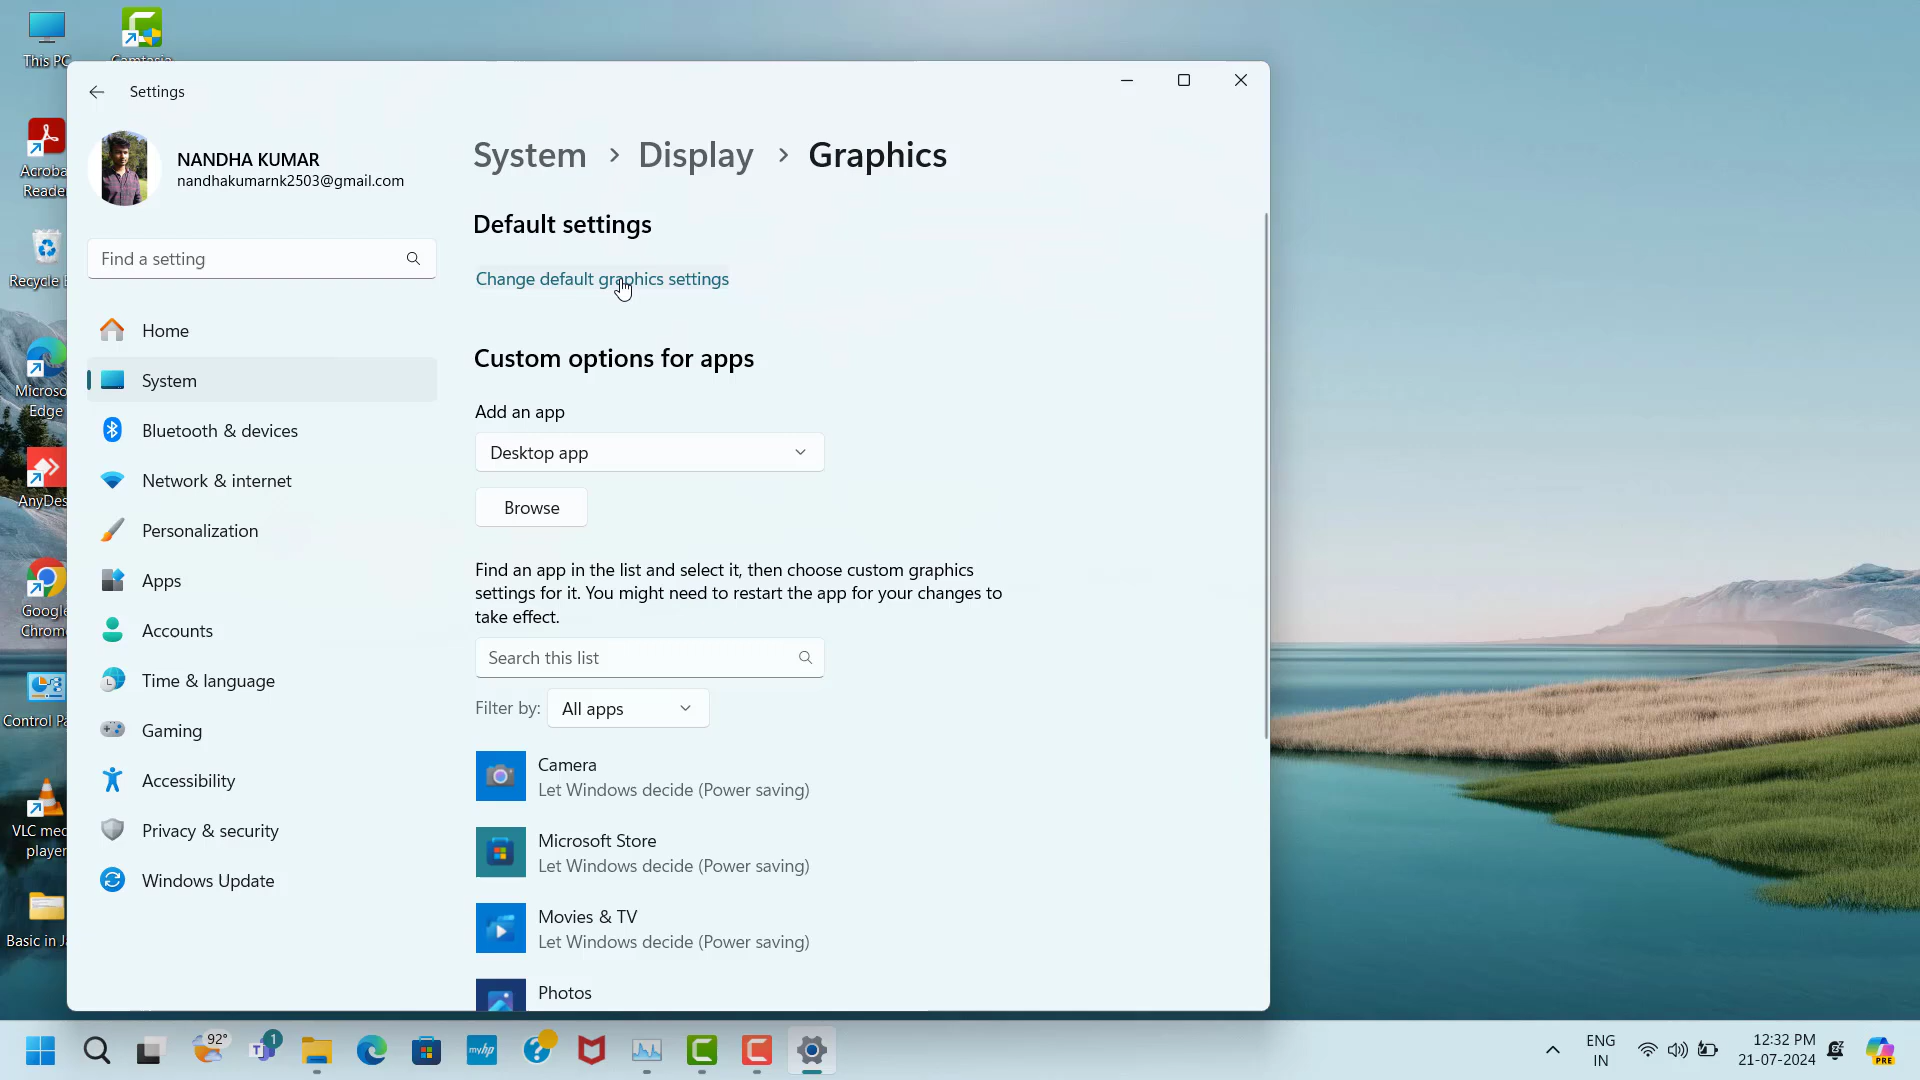 This PC
Camtasia
Acroba
Reade
Recycle
Microso
Edge
AnyDes
Google
Chrom
Control Pa
VLC med
player
Basic in Ja
Settings
NANDHA KUMAR
nandhakumarnk2503@gmail.com
Find a setting
Home
System
Bluetooth & devices
Network & internet
Personalization
Apps
Accounts
Time & language
Gaming
Accessibility
Privacy & security
Windows Update
System > Display > Graphics
Default settings
Change default graphics settings
Custom options for apps
Add an app
Desktop app
Browse
Find an app in the list and select it, then choose custom graphics
settings for it. You might need to restart the app for your changes to
take effect.
Search this list
Filter by: All apps
Camera
Let Windows decide (Power saving)
Microsoft Store
Let Windows decide (Power saving)
Movies & TV
Let Windows decide (Power saving)
Photos
92°
1
myhp
ENG
IN
12:32 PM
21-07-2024
PRE